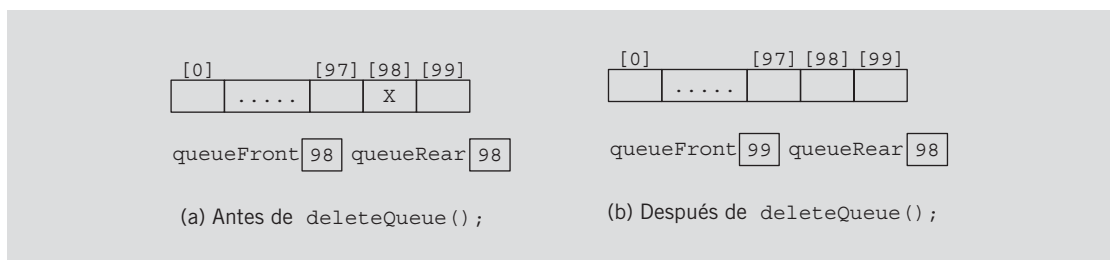 [0] [97] [98] [99]
..... X
queueFront 98 queueRear 98
(a) Antes de deleteQueue();
[0] [97] [98] [99]
.....
queueFront 99 queueRear 98
(b) Después de deleteQueue();